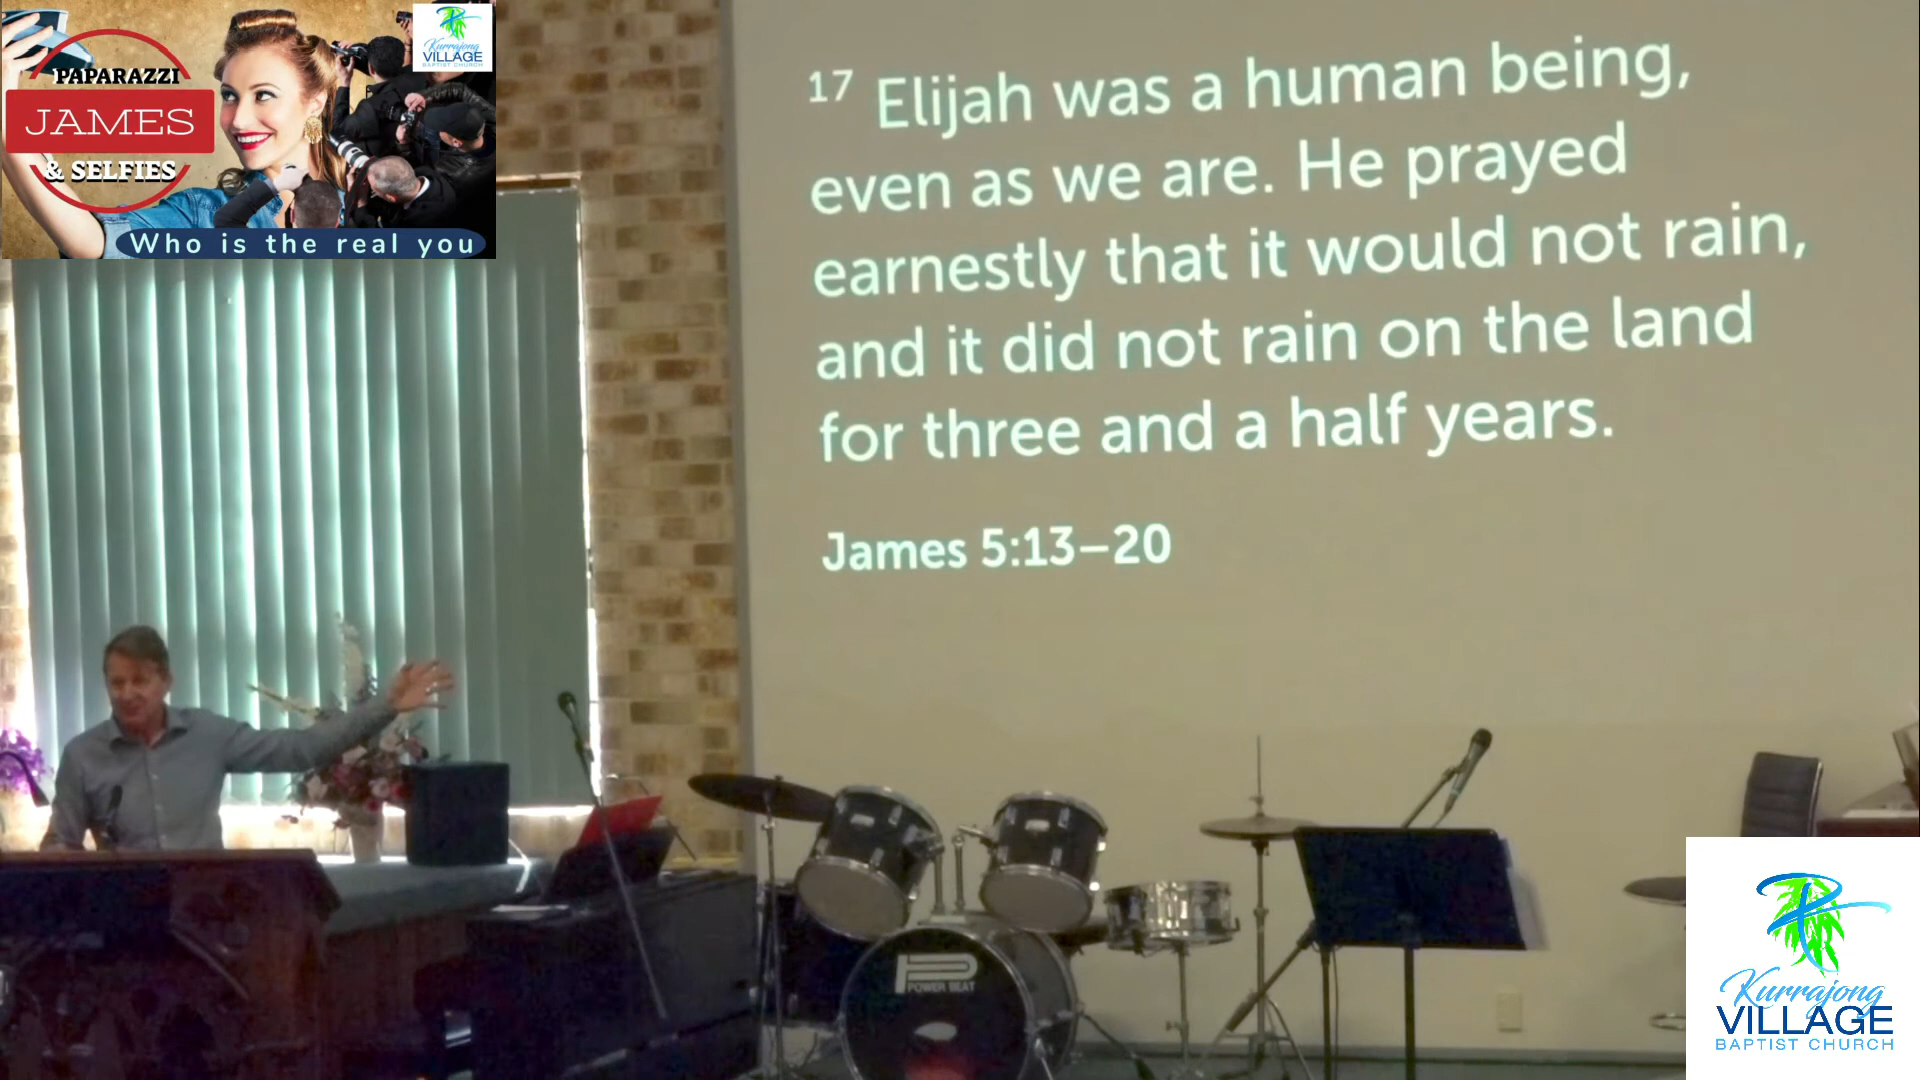 PAPARAZZI
JAMES
& SELFIES
Who is the real you
Kurrajong
VILLAGE
BAPTIST CHURCH
17 Elijah was a human being,
even as we are. He prayed
earnestly that it would not rain,
and it did not rain on the land
for three and a half years.
James 5:13–20
POWER BEAT
Kurrajong
VILLAGE
BAPTIST CHURCH